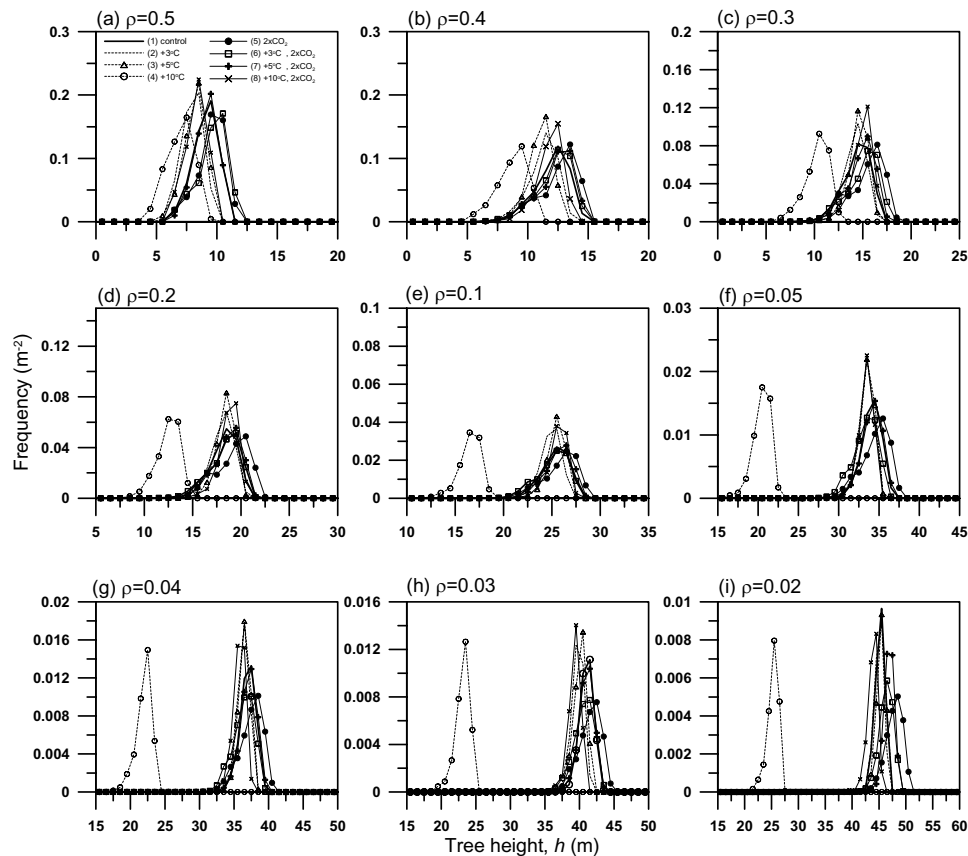 (a) ρ=0.5
(b) ρ=0.4
(c) ρ=0.3
(1) control
(2) +3°C
(3) +5°C
(4) +10°C
(5) 2xCO₂
(6) +3°C , 2xCO₂
(7) +5°C , 2xCO₂
(8) +10°C, 2xCO₂
0.3
0.2
0.1
0
0 5 10 15 20
0.4
0.3
0.2
0.1
0
0 5 10 15 20
0.2
0.16
0.12
0.08
0.04
0
0 5 10 15 20 25
(d) ρ=0.2
(e) ρ=0.1
(f) ρ=0.05
Frequency (m⁻²)
0.12
0.08
0.04
0
5 10 15 20 25 30
0.1
0.08
0.06
0.04
0.02
0
10 15 20 25 30 35
0.03
0.02
0.01
0
15 20 25 30 35 40 45
(g) ρ=0.04
(h) ρ=0.03
(i) ρ=0.02
0.02
0.016
0.012
0.008
0.004
0
15 20 25 30 35 40 45 50
0.016
0.012
0.008
0.004
0
15 20 25 30 35 40 45 50
0.01
0.008
0.006
0.004
0.002
0
15 20 25 30 35 40 45 50 55 60
Tree height, h (m)